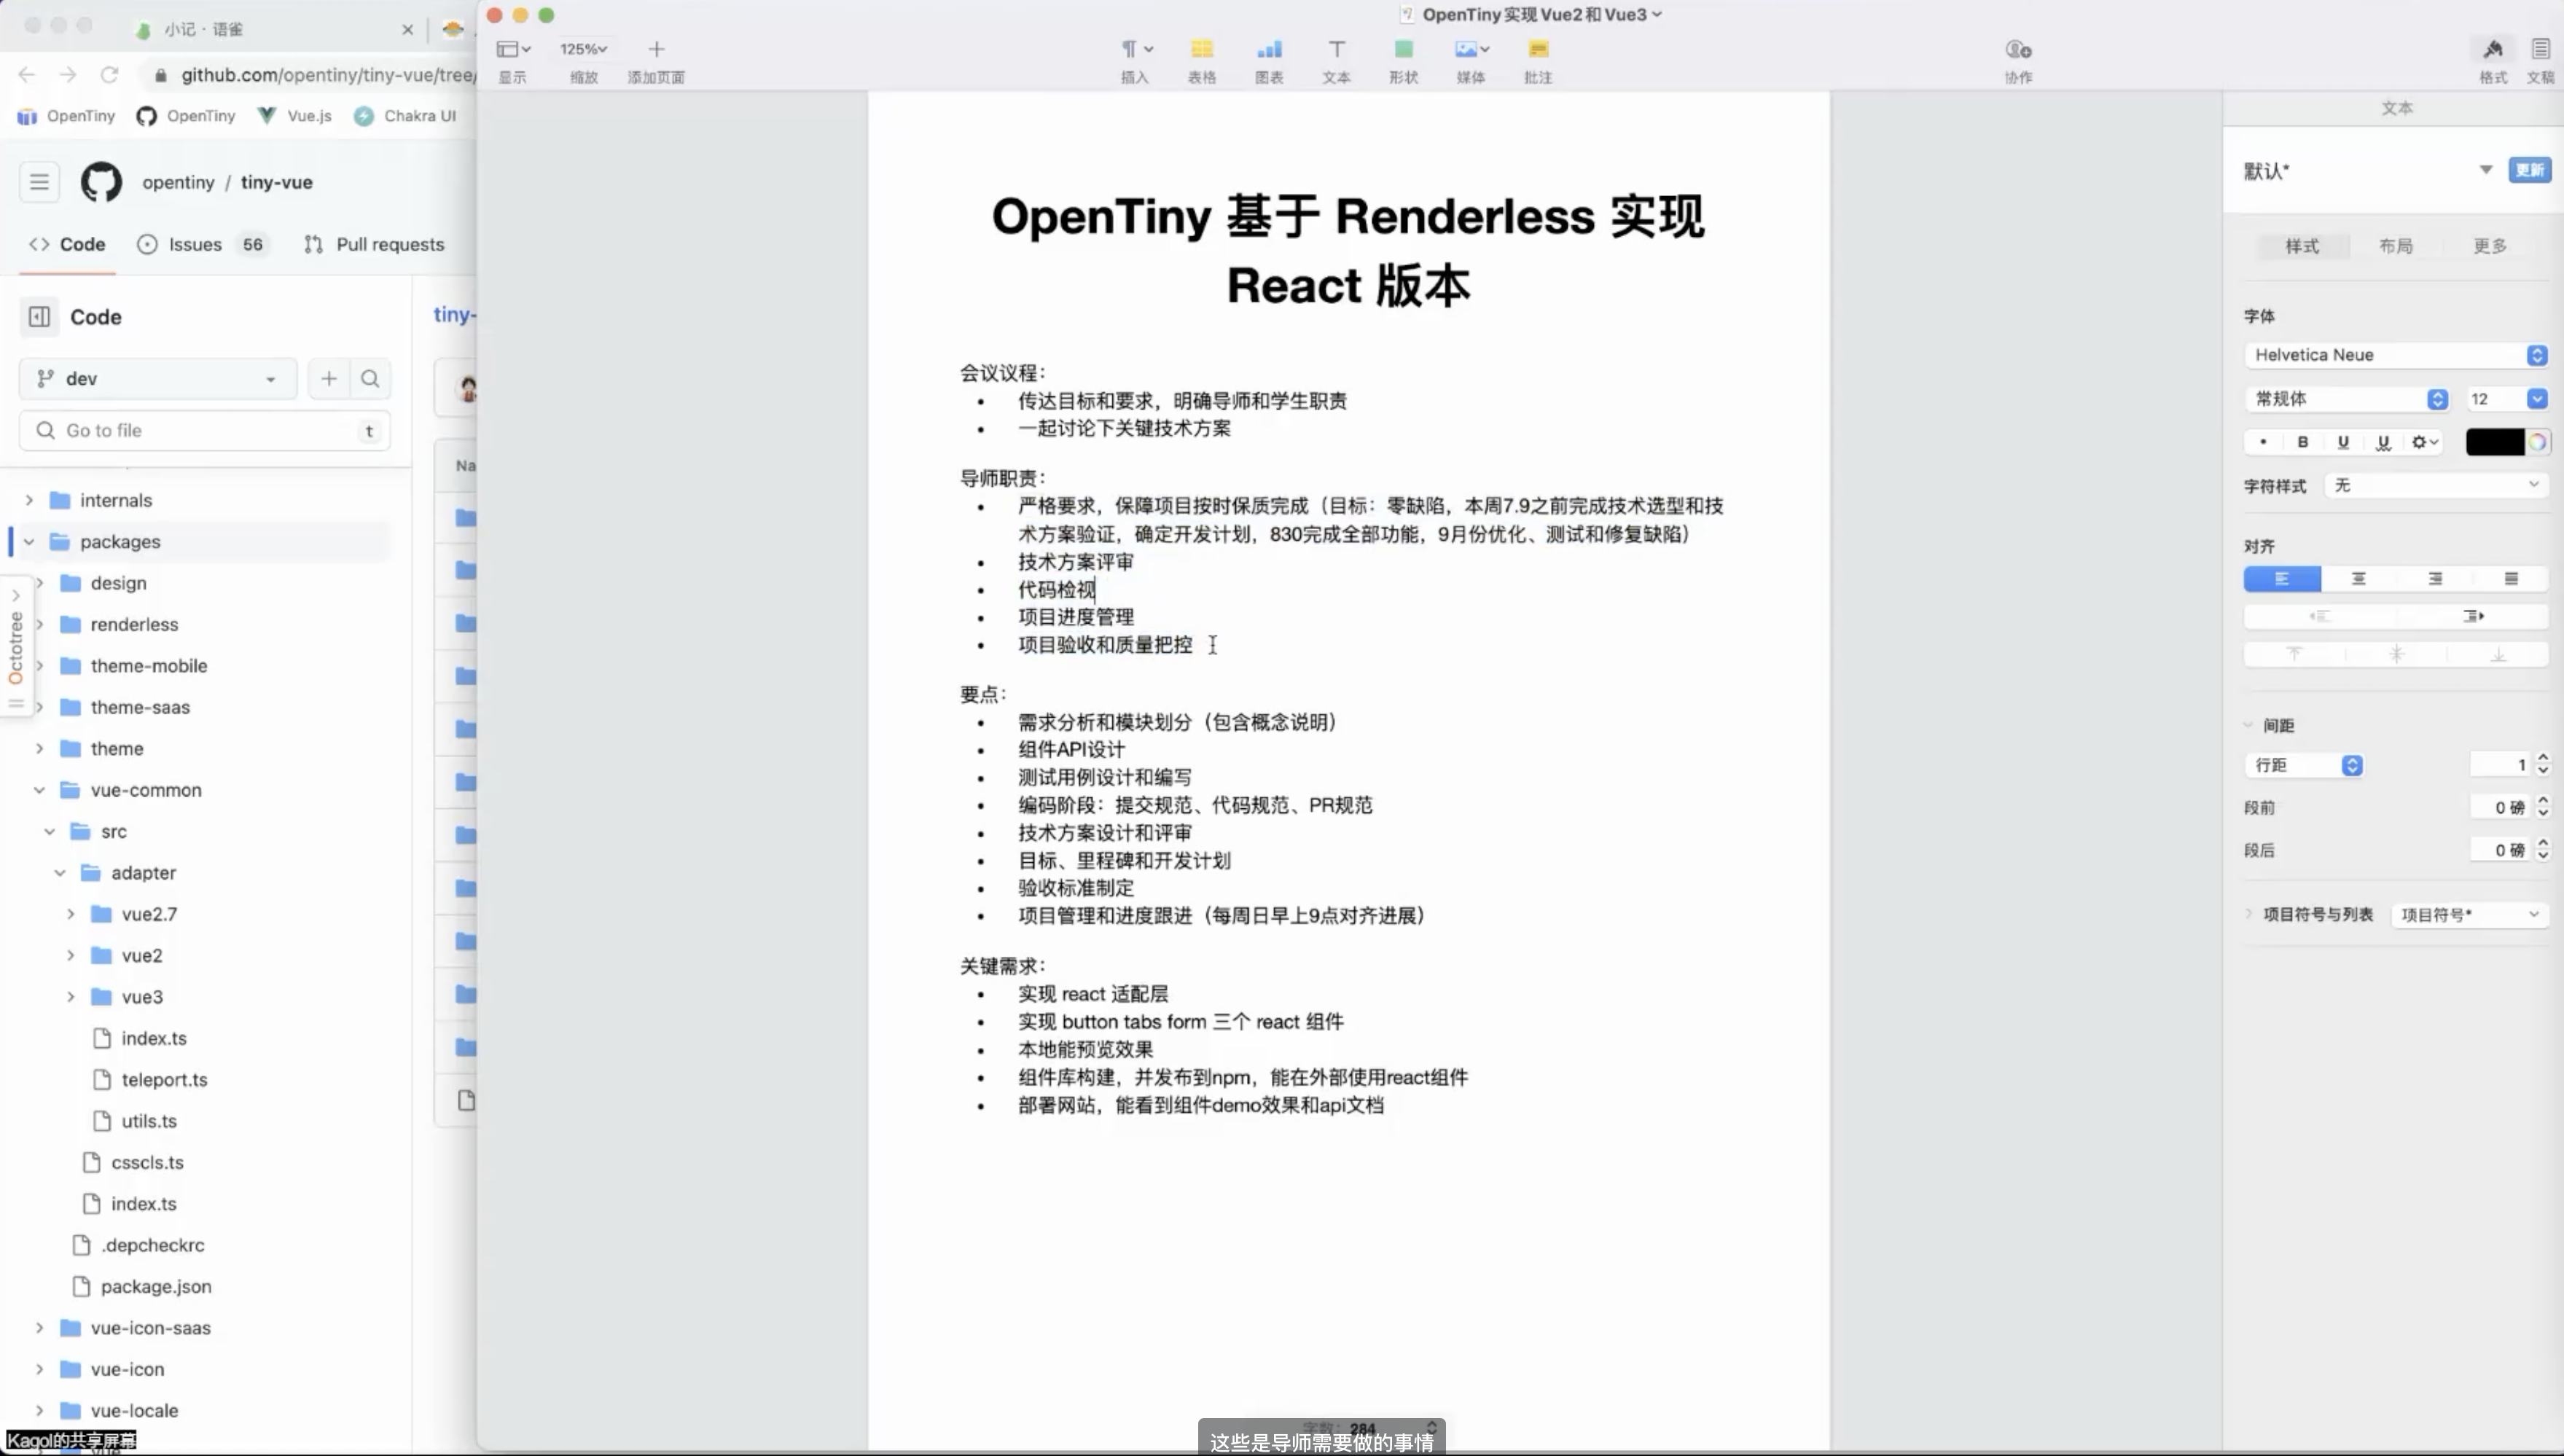 小记 · 语雀
github.com/opentiny/tiny-vue/tree/
OpenTiny
OpenTiny
Vue.js
Chakra UI
opentiny / tiny-vue
Code
Issues 56
Pull requests
Code
tiny-
dev
Go to file
t
Na
internals
packages
design
renderless
theme-mobile
theme-saas
theme
vue-common
src
adapter
vue2.7
vue2
vue3
index.ts
teleport.ts
utils.ts
csscls.ts
index.ts
.depcheckrc
package.json
vue-icon-saas
vue-icon
vue-locale
vue
Octotree
Kagol的共享屏幕
OpenTiny实现Vue2和Vue3
125%
显示
缩放
添加页面
插入
表格
图表
文本
形状
媒体
批注
协作
格式
文稿
OpenTiny 基于 Renderless 实现
React 版本
会议议程：
• 传达目标和要求，明确导师和学生职责
• 一起讨论下关键技术方案
导师职责：
• 严格要求，保障项目按时保质完成（目标：零缺陷，本周7.9之前完成技术选型和技
术方案验证，确定开发计划，830完成全部功能，9月份优化、测试和修复缺陷）
• 技术方案评审
• 代码检视
• 项目进度管理
• 项目验收和质量把控
要点：
• 需求分析和模块划分（包含概念说明）
• 组件API设计
• 测试用例设计和编写
• 编码阶段：提交规范、代码规范、PR规范
• 技术方案设计和评审
• 目标、里程碑和开发计划
• 验收标准制定
• 项目管理和进度跟进（每周日早上9点对齐进展）
关键需求：
• 实现 react 适配层
• 实现 button tabs form 三个 react 组件
• 本地能预览效果
• 组件库构建，并发布到npm，能在外部使用react组件
• 部署网站，能看到组件demo效果和api文档
字数：284
这些是导师需要做的事情
文本
默认*
更新
样式
布局
更多
字体
Helvetica Neue
常规体
12
B U U
字符样式
无
对齐
间距
行距
1
段前
0 磅
段后
0 磅
项目符号与列表
项目符号*